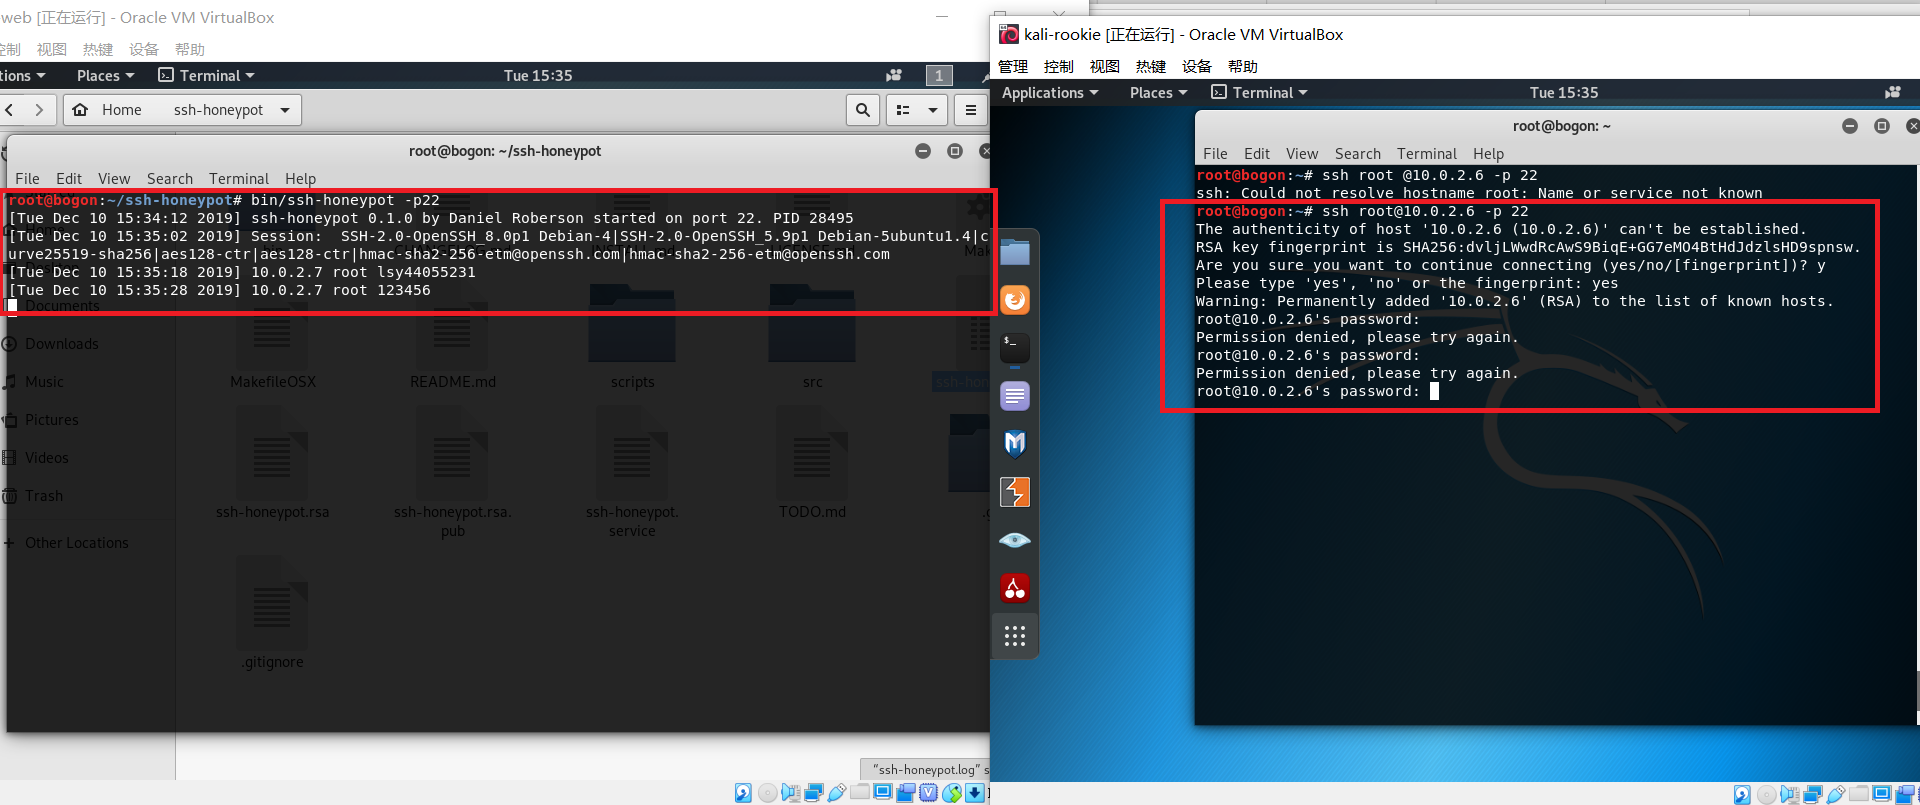 web [正在运行] - Oracle VM VirtualBox
控制 视图 热键 设备 帮助
tions Places Terminal Tue 15:35 1
Home ssh-honeypot
root@bogon: ~/ssh-honeypot
File Edit View Search Terminal Help
root@bogon:~/ssh-honeypot# bin/ssh-honeypot -p22
[Tue Dec 10 15:34:12 2019] ssh-honeypot 0.1.0 by Daniel Roberson started on port 22. PID 28495
[Tue Dec 10 15:35:02 2019] Session:  SSH-2.0-OpenSSH_8.0p1 Debian-4|SSH-2.0-OpenSSH_5.9p1 Debian-5ubuntu1.4|c
urve25519-sha256|aes128-ctr|aes128-ctr|hmac-sha2-256-etm@openssh.com|hmac-sha2-256-etm@openssh.com
[Tue Dec 10 15:35:18 2019] 10.0.2.7 root lsy44055231
[Tue Dec 10 15:35:28 2019] 10.0.2.7 root 123456
Documents
Downloads
Music
Pictures
Videos
Trash
Other Locations
MakefileOSX README.md scripts src ssh-hon
ssh-honeypot.rsa ssh-honeypot.rsa.pub ssh-honeypot.service TODO.md .g
.gitignore
"ssh-honeypot.log" s
kali-rookie [正在运行] - Oracle VM VirtualBox
管理 控制 视图 热键 设备 帮助
Applications Places Terminal Tue 15:35
root@bogon: ~
File Edit View Search Terminal Help
root@bogon:~# ssh root @10.0.2.6 -p 22
ssh: Could not resolve hostname root: Name or service not known
root@bogon:~# ssh root@10.0.2.6 -p 22
The authenticity of host '10.0.2.6 (10.0.2.6)' can't be established.
RSA key fingerprint is SHA256:dvljLWwdRcAwS9BiqE+GG7eMO4BtHdJdzlsHD9spnsw.
Are you sure you want to continue connecting (yes/no/[fingerprint])? y
Please type 'yes', 'no' or the fingerprint: yes
Warning: Permanently added '10.0.2.6' (RSA) to the list of known hosts.
root@10.0.2.6's password:
Permission denied, please try again.
root@10.0.2.6's password:
Permission denied, please try again.
root@10.0.2.6's password: